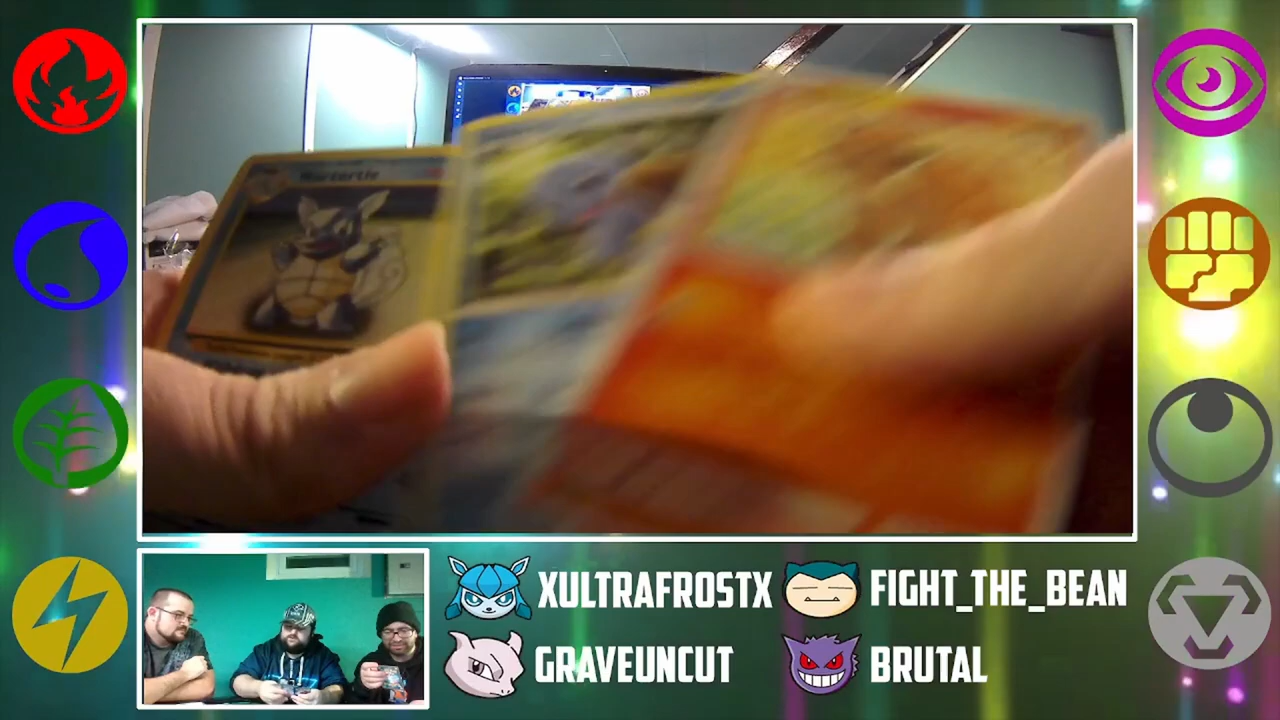 Wartortle
XULTRAFROSTX
FIGHT_THE_BEAN
GRAVEUNCUT
BRUTAL